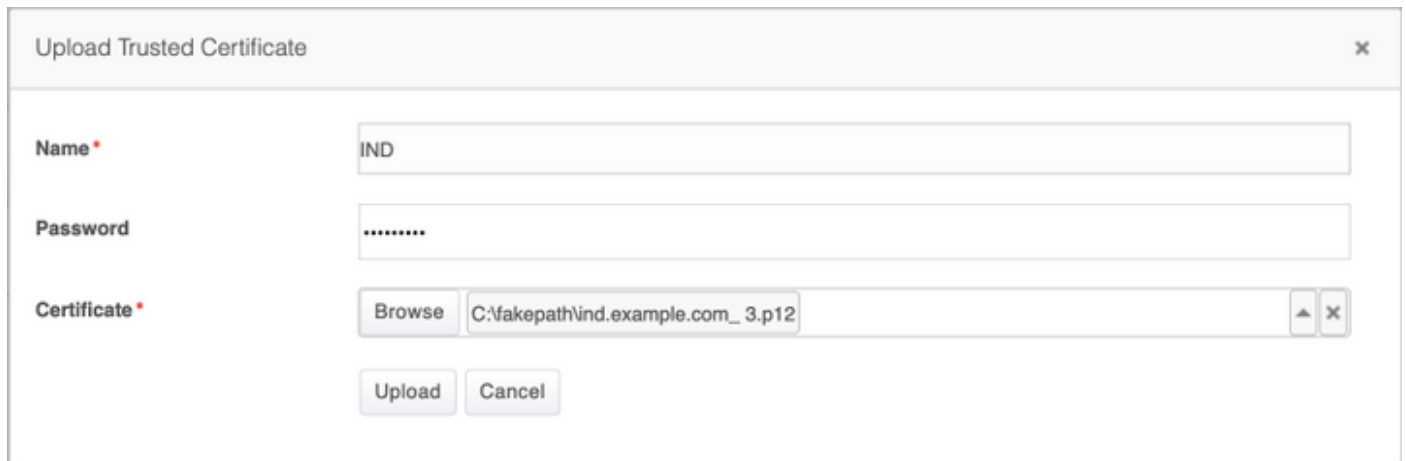 Upload Trusted Certificate ×
Name* IND
Password •••••••••
Certificate* Browse C:\fakepath\ind.example.com_ 3.p12
Upload Cancel